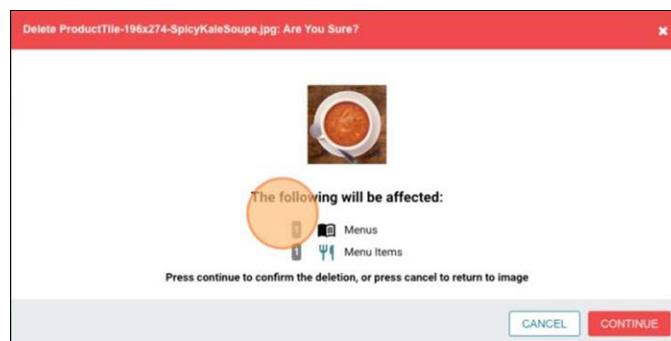 Delete ProductTile-196x274-SpicyKaleSoupe.jpg: Are You Sure?
The following will be affected:
1 Menus
1 Menu Items
Press continue to confirm the deletion, or press cancel to return to image
CANCEL CONTINUE